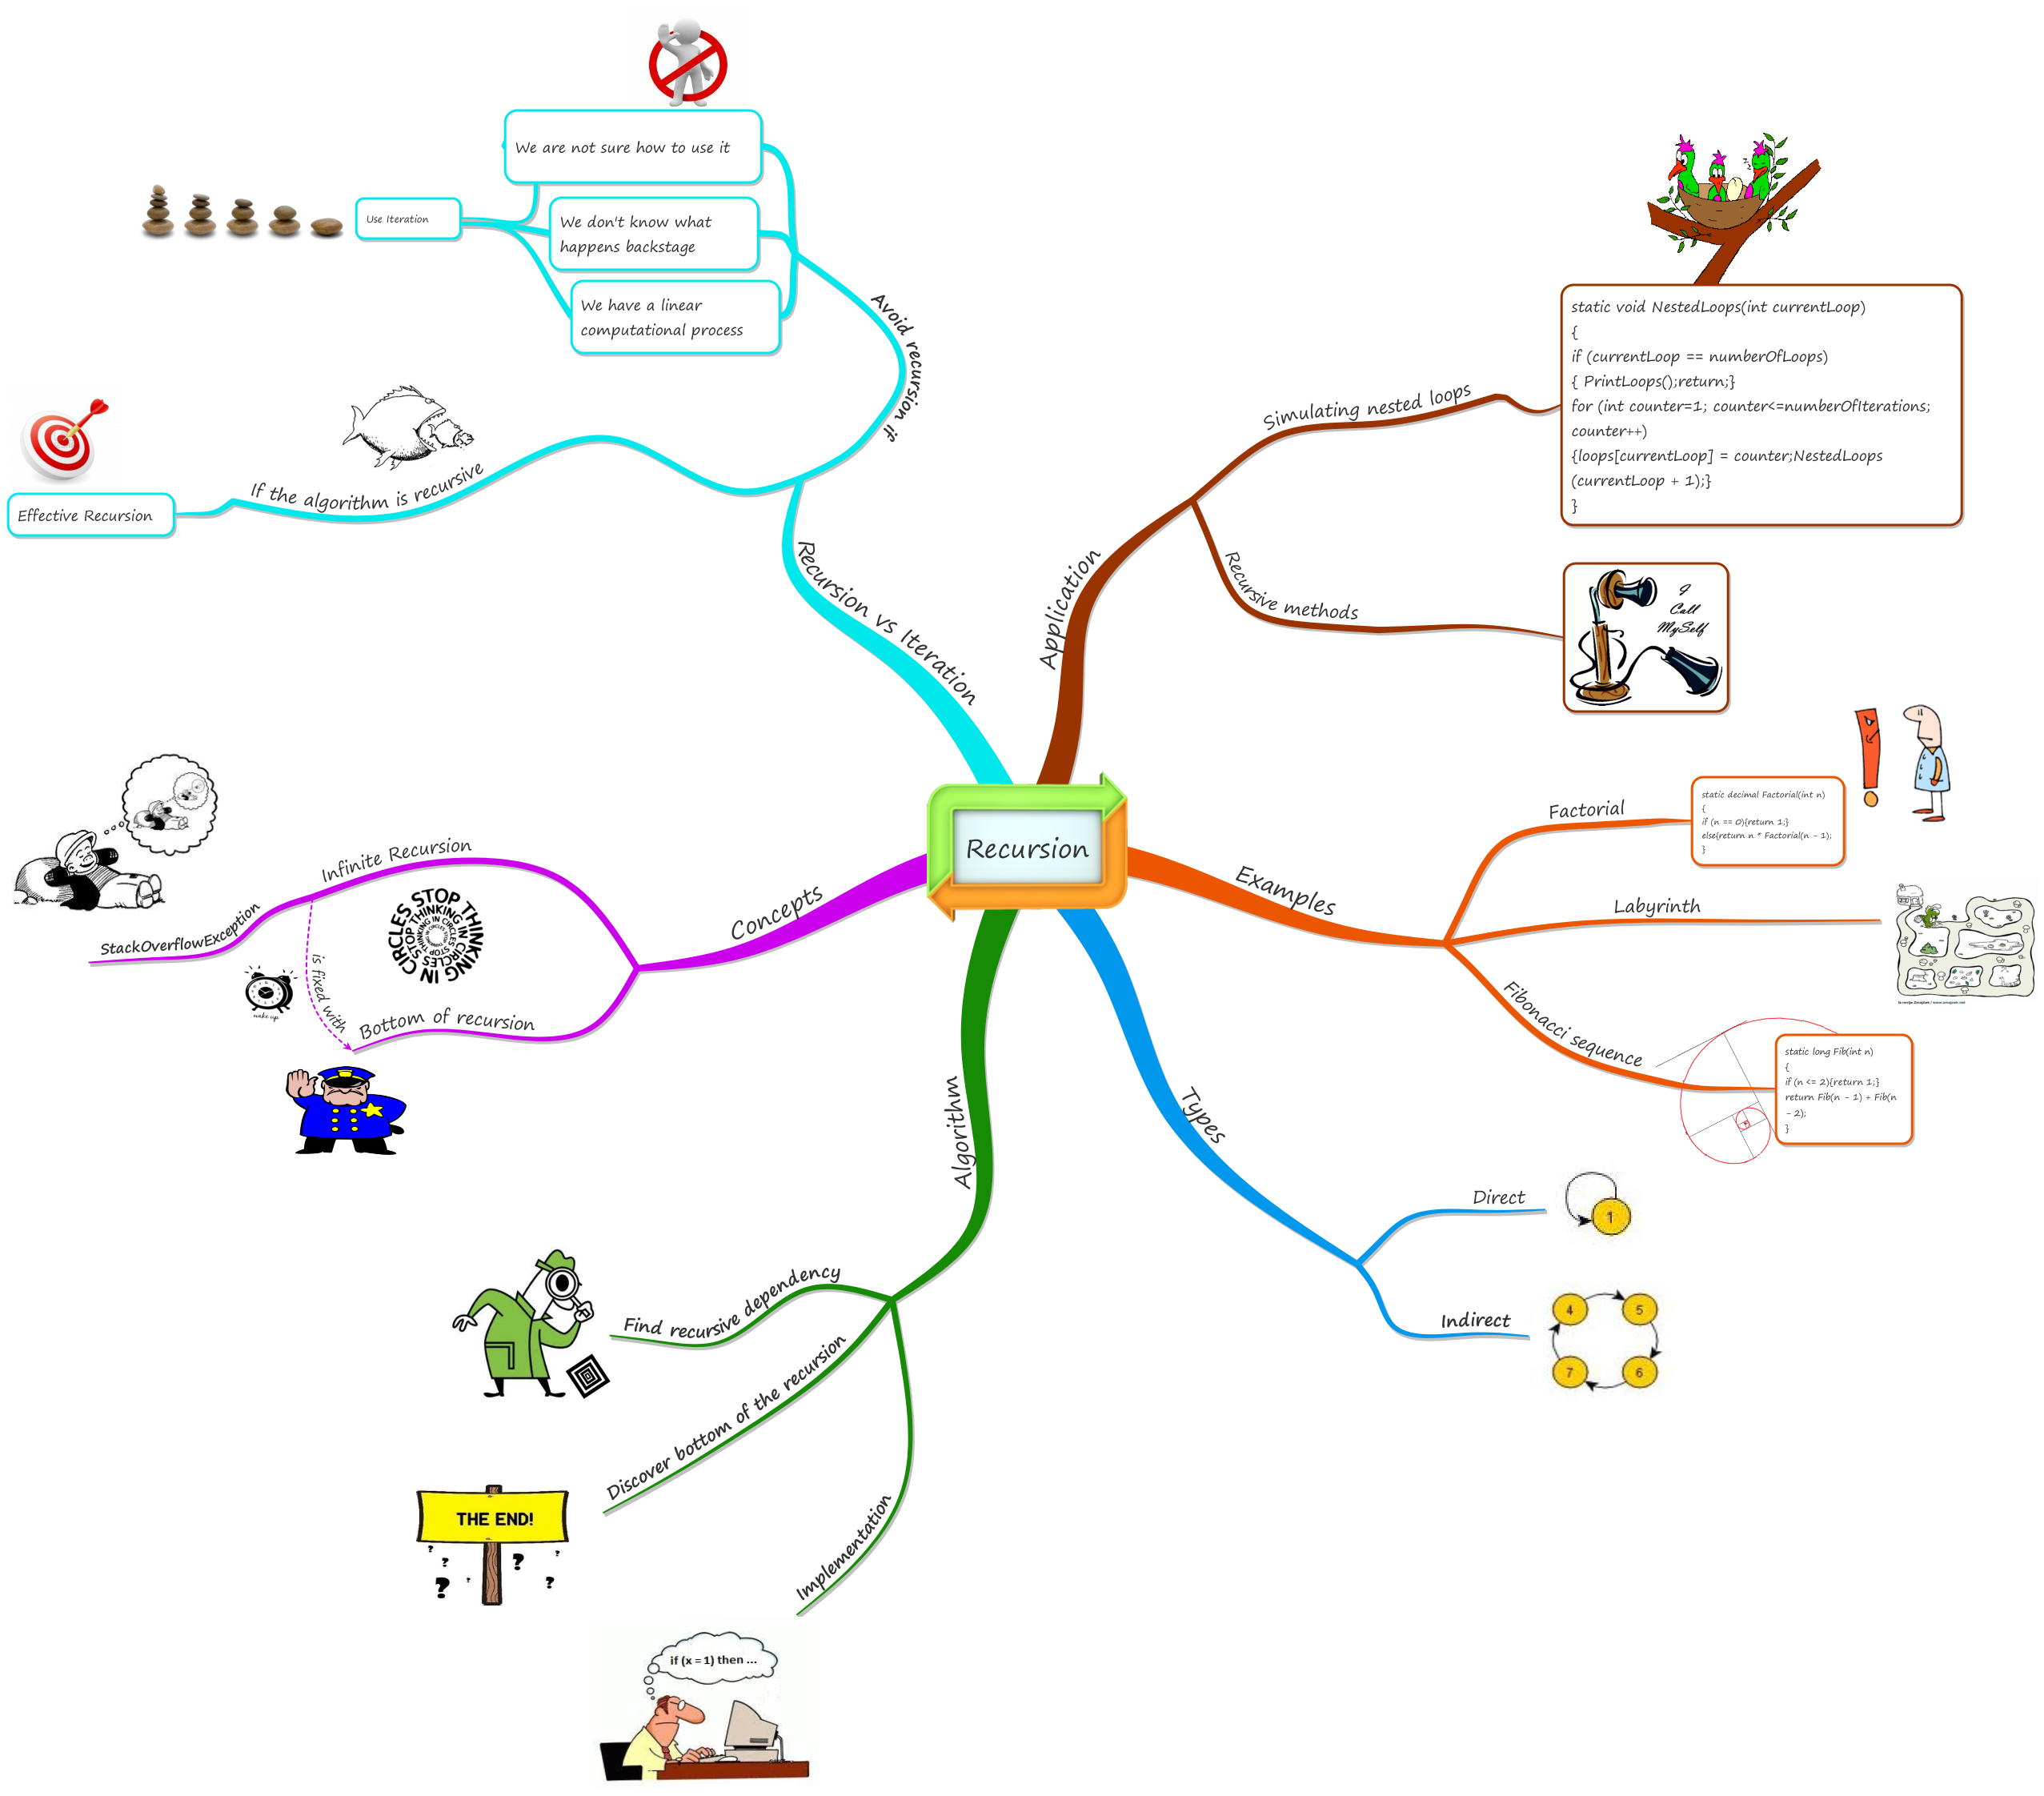 Recursion
Recursion vs Iteration
Avoid recursion if
We are not sure how to use it
We don't know what
happens backstage
We have a linear
computational process
Use Iteration
If the algorithm is recursive
Effective Recursion
Application
Simulating nested loops
static void NestedLoops(int currentLoop)
{
if (currentLoop == numberOfLoops)
{ PrintLoops();return;}
for (int counter=1; counter<=numberOfIterations;
counter++)
{loops[currentLoop] = counter;NestedLoops
(currentLoop + 1);}
}
Recursive methods
I
Call
MySelf
Examples
Factorial
static decimal Factorial(int n)
{
if (n == 0){return 1;}
else{return n * Factorial(n - 1);
}
Labyrinth
Fibonacci sequence
static long Fib(int n)
{
if (n <= 2){return 1;}
return Fib(n - 1) + Fib(n
- 2);
}
Types
Direct
1
Indirect
4
5
7
6
Concepts
Infinite Recursion
StackOverflowException
STOP THINKING IN CIRCLES
STOP THINKING IN CIRCLES
is fixed with
wake up
Bottom of recursion
Algorithm
Find recursive dependency
Discover bottom of the recursion
THE END!
? ? ? ? ? ? ?
Implementation
if (x = 1) then ...